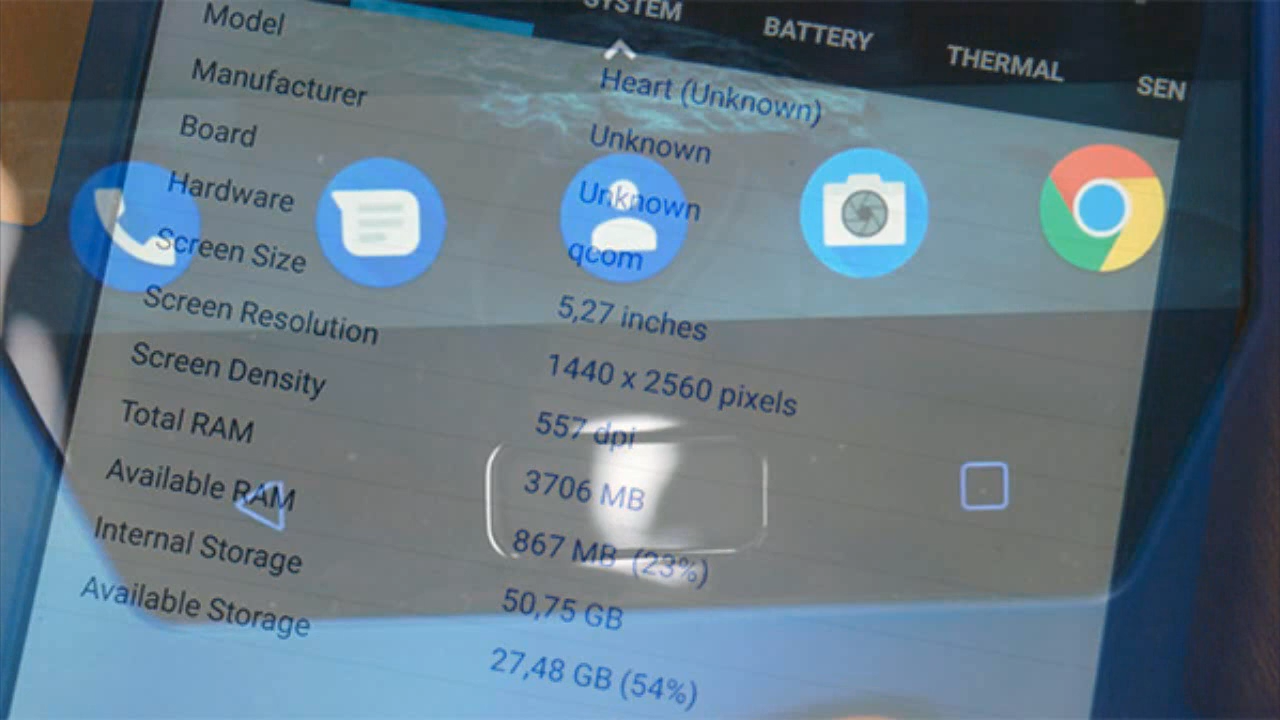 SYSTEM BATTERY THERMAL SEN
Model Heart (Unknown)
Manufacturer Unknown
Board Unknown
Hardware qcom
Screen Size 5,27 inches
Screen Resolution 1440 x 2560 pixels
Screen Density 557 dpi
Total RAM 3706 MB
Available RAM 867 MB (23%)
Internal Storage 50,75 GB
Available Storage 27,48 GB (54%)